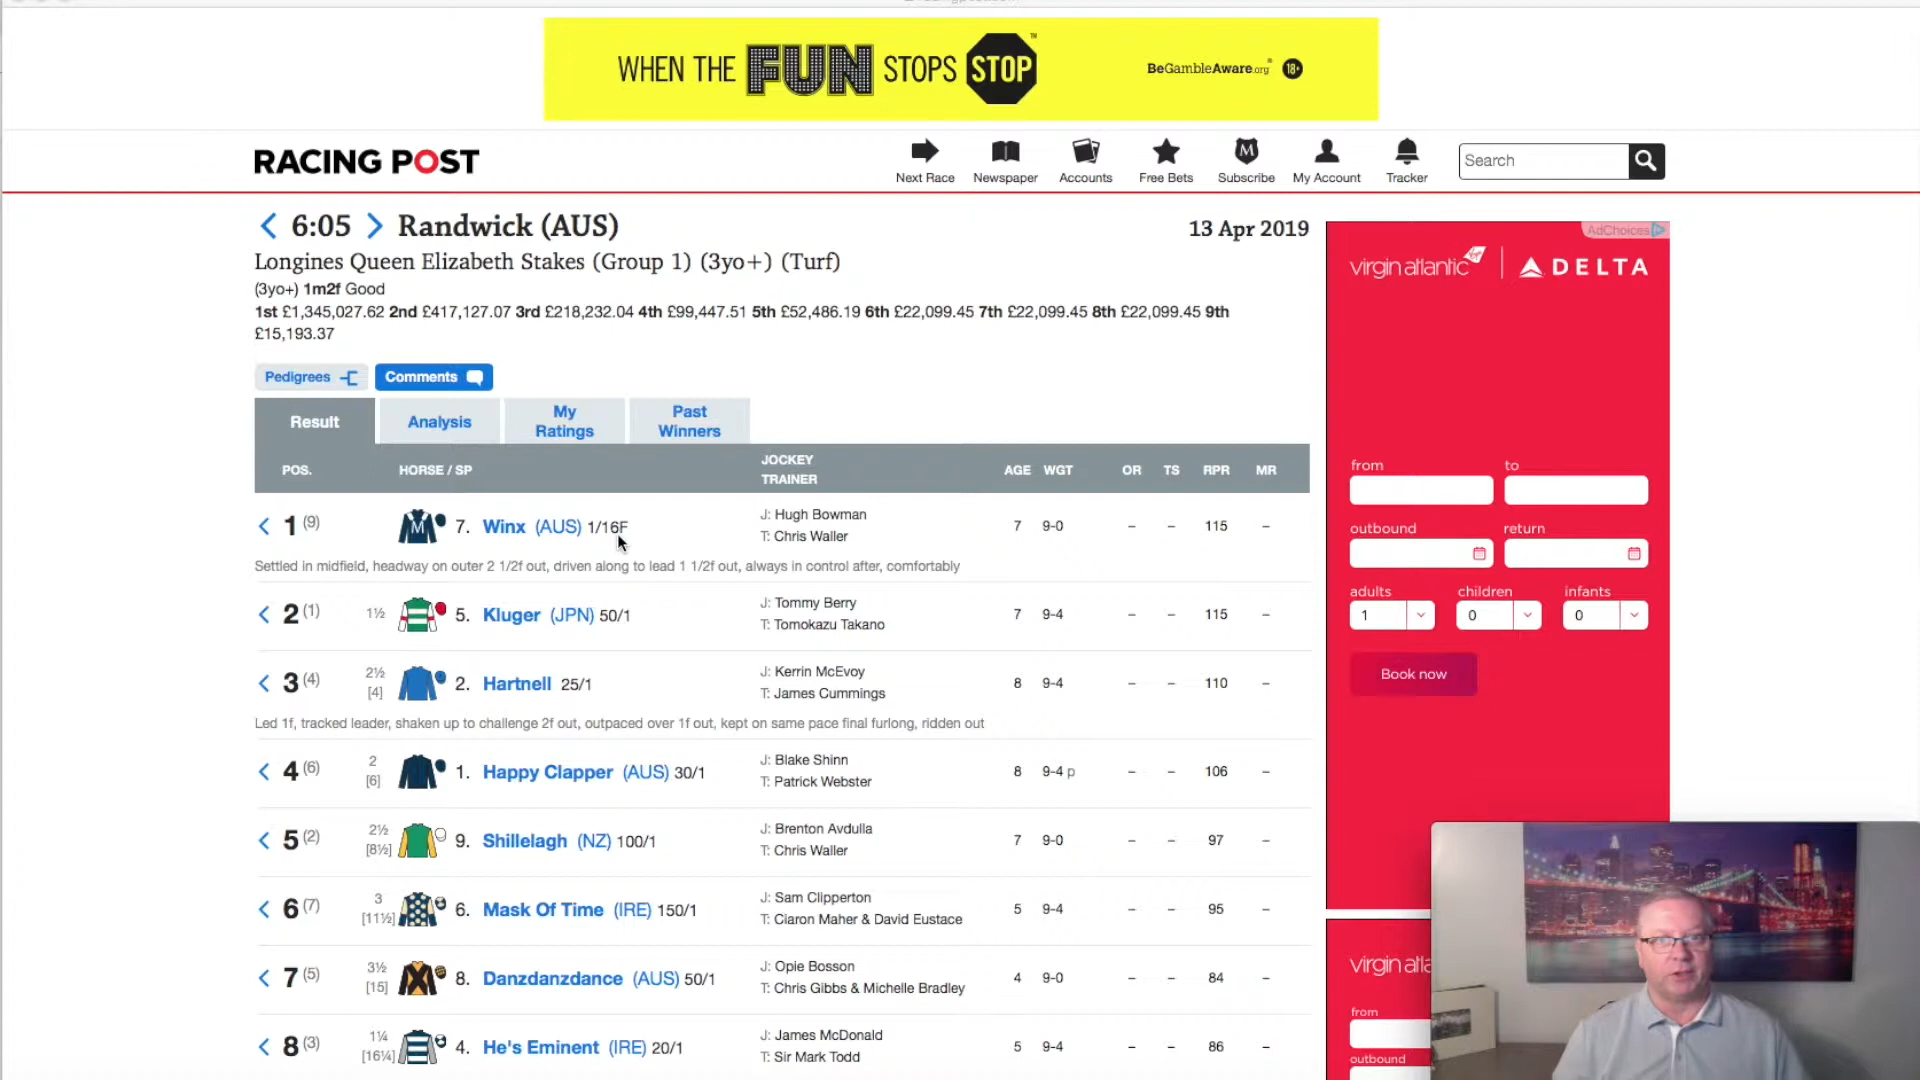 WHEN THE FUN STOPS STOP ™
BeGambleAware.org® 18+
RACING POST
Next Race
Newspaper
Accounts
Free Bets
Subscribe
My Account
Tracker
Search
6:05 Randwick (AUS)
13 Apr 2019
Longines Queen Elizabeth Stakes (Group 1) (3yo+) (Turf)
(3yo+) 1m2f Good
1st £1,345,027.62 2nd £417,127.07 3rd £218,232.04 4th £99,447.51 5th £52,486.19 6th £22,099.45 7th £22,099.45 8th £22,099.45 9th
£15,193.37
Pedigrees
Comments
Result
Analysis
My
Ratings
Past
Winners
POS. HORSE / SP JOCKEY TRAINER AGE WGT OR TS RPR MR
1 (9) M 7. Winx (AUS) 1/16F J: Hugh Bowman 7 9-0 – – 115 –
T: Chris Waller
Settled in midfield, headway on outer 2 1/2f out, driven along to lead 1 1/2f out, always in control after, comfortably
2 (1) 1½ 5. Kluger (JPN) 50/1 J: Tommy Berry 7 9-4 – – 115 –
T: Tomokazu Takano
3 (4) 2½ [4] 2. Hartnell 25/1 J: Kerrin McEvoy 8 9-4 – – 110 –
T: James Cummings
Led 1f, tracked leader, shaken up to challenge 2f out, outpaced over 1f out, kept on same pace final furlong, ridden out
4 (6) 2 [6] 1. Happy Clapper (AUS) 30/1 J: Blake Shinn 8 9-4 p – – 106 –
T: Patrick Webster
5 (2) 2½ [8½] 9. Shillelagh (NZ) 100/1 J: Brenton Avdulla 7 9-0 – – 97 –
T: Chris Waller
6 (7) 3 [11½] 6. Mask Of Time (IRE) 150/1 J: Sam Clipperton 5 9-4 – – 95 –
T: Ciaron Maher & David Eustace
7 (5) 3½ [15] 8. Danzdanzdance (AUS) 50/1 J: Opie Bosson 4 9-0 – – 84 –
T: Chris Gibbs & Michelle Bradley
8 (3) 1¼ [16¼] 4. He's Eminent (IRE) 20/1 J: James McDonald 5 9-4 – – 86 –
T: Sir Mark Todd
AdChoices
virgin atlantic DELTA
from to
outbound return
adults children infants
1 0 0
Book now
virgin atla
from
outbound